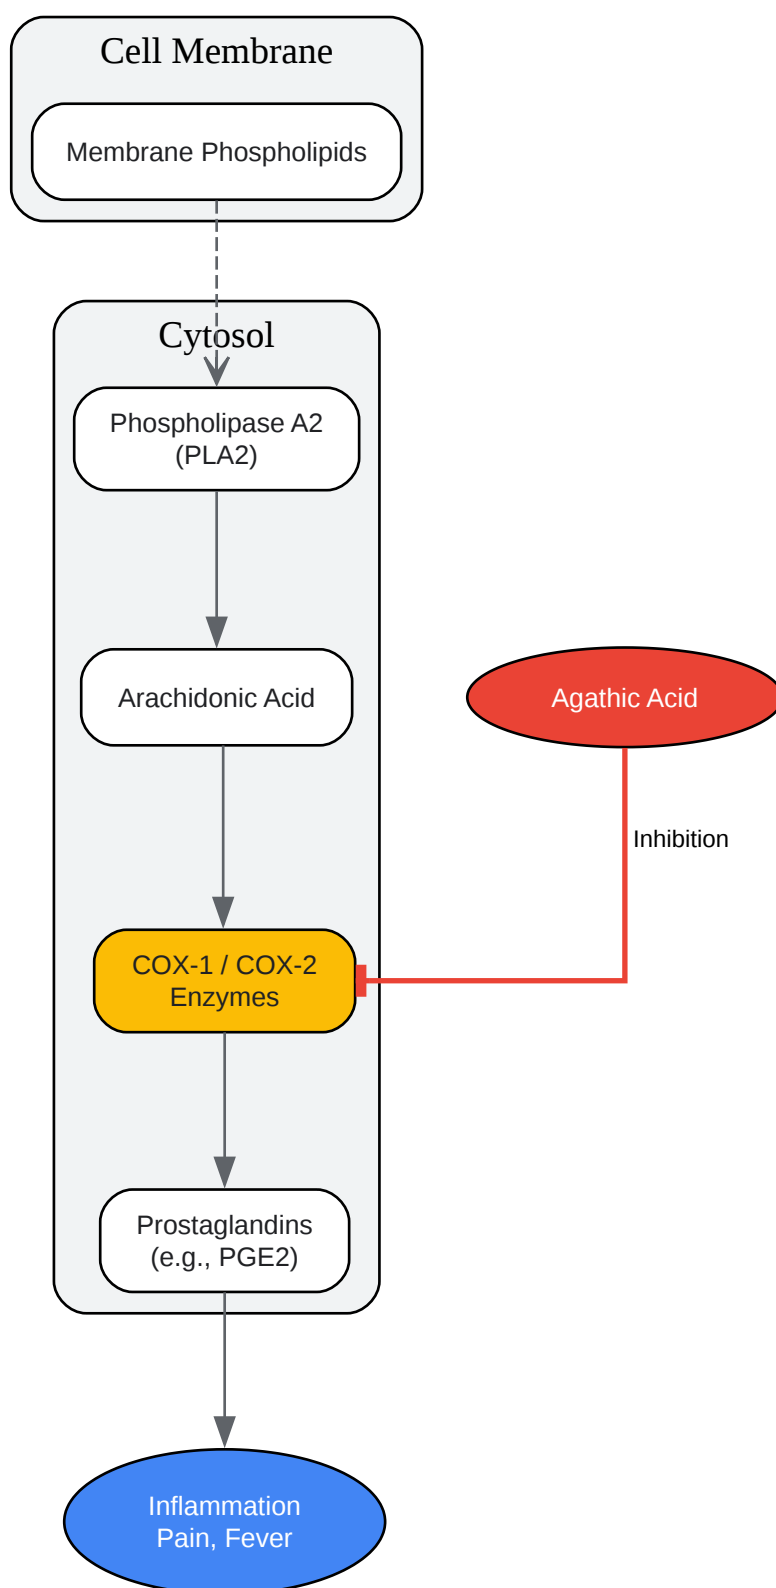 Cell Membrane
Membrane Phospholipids
Cytosol
Phospholipase A2
(PLA2)
Arachidonic Acid
Agathic Acid
Inhibition
COX-1 / COX-2
Enzymes
Prostaglandins
(e.g., PGE2)
Inflammation
Pain, Fever